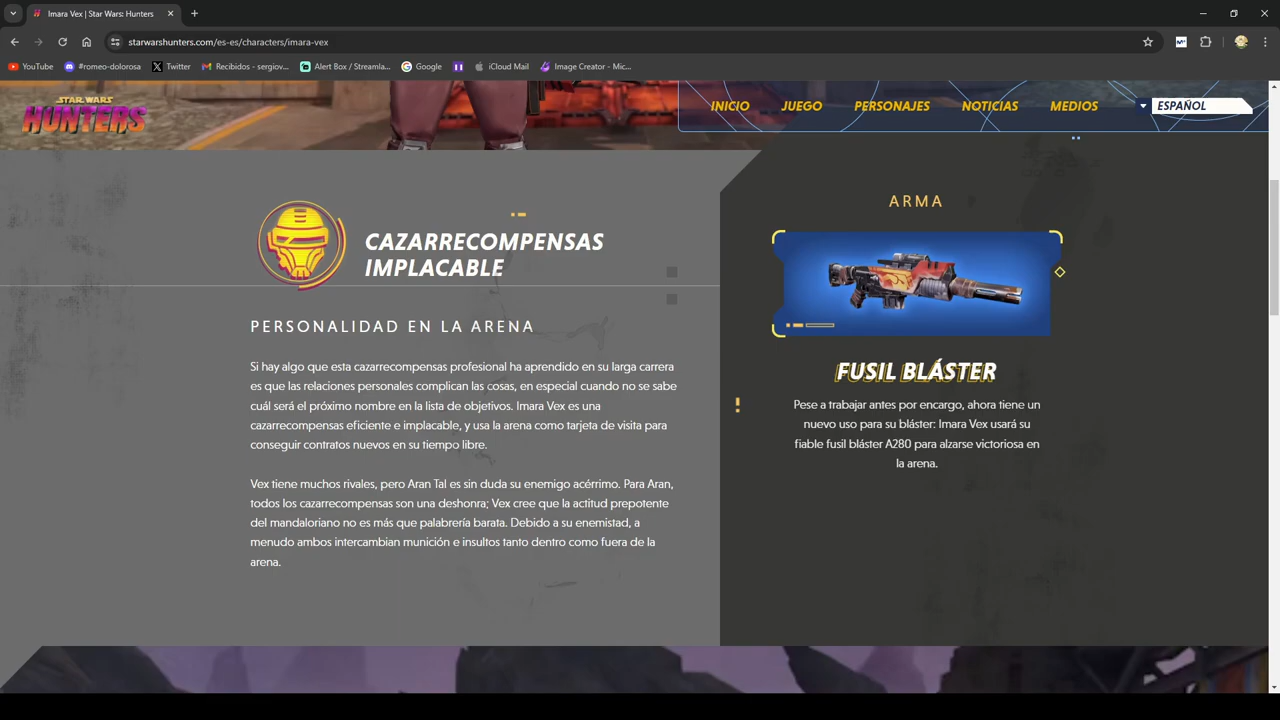 Imara Vex | Star Wars: Hunters
starwarshunters.com/es-es/characters/imara-vex
YouTube
#romeo-dolorosa
Twitter
Recibidos - sergiov...
Alert Box / Streamla...
Google
iCloud Mail
Image Creator - Mic...
STAR WARS
HUNTERS
INICIO
JUEGO
PERSONAJES
NOTICIAS
MEDIOS
ESPAÑOL
CAZARRECOMPENSAS
IMPLACABLE
PERSONALIDAD EN LA ARENA
Si hay algo que esta cazarrecompensas profesional ha aprendido en su larga carrera
es que las relaciones personales complican las cosas, en especial cuando no se sabe
cuál será el próximo nombre en la lista de objetivos. Imara Vex es una
cazarrecompensas eficiente e implacable, y usa la arena como tarjeta de visita para
conseguir contratos nuevos en su tiempo libre.
Vex tiene muchos rivales, pero Aran Tal es sin duda su enemigo acérrimo. Para Aran,
todos los cazarrecompensas son una deshonra; Vex cree que la actitud prepotente
del mandaloriano no es más que palabrería barata. Debido a su enemistad, a
menudo ambos intercambian munición e insultos tanto dentro como fuera de la
arena.
ARMA
FUSIL BLÁSTER
Pese a trabajar antes por encargo, ahora tiene un
nuevo uso para su bláster: Imara Vex usará su
fiable fusil bláster A280 para alzarse victoriosa en
la arena.